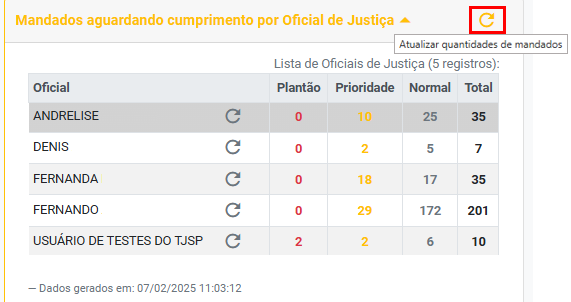 Mandados aguardando cumprimento por Oficial de Justiça
Atualizar quantidades de mandados
Lista de Oficiais de Justiça (5 registros):
Oficial Plantão Prioridade Normal Total
ANDRELISE 0 10 25 35
DENIS 0 2 5 7
FERNANDA 0 18 17 35
FERNANDO 0 29 172 201
USUÁRIO DE TESTES DO TJSP 2 2 6 10
— Dados gerados em: 07/02/2025 11:03:12